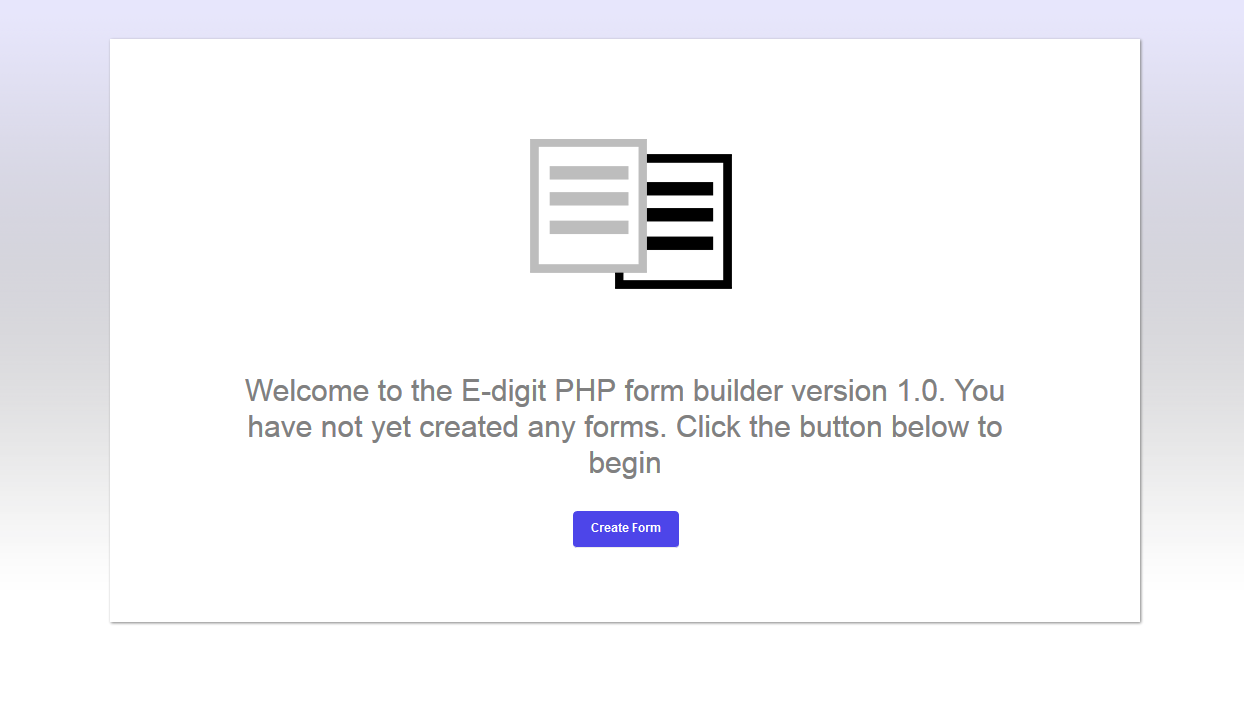 Welcome to the E-digit PHP form builder version 1.0. You
have not yet created any forms. Click the button below to
begin
Create Form